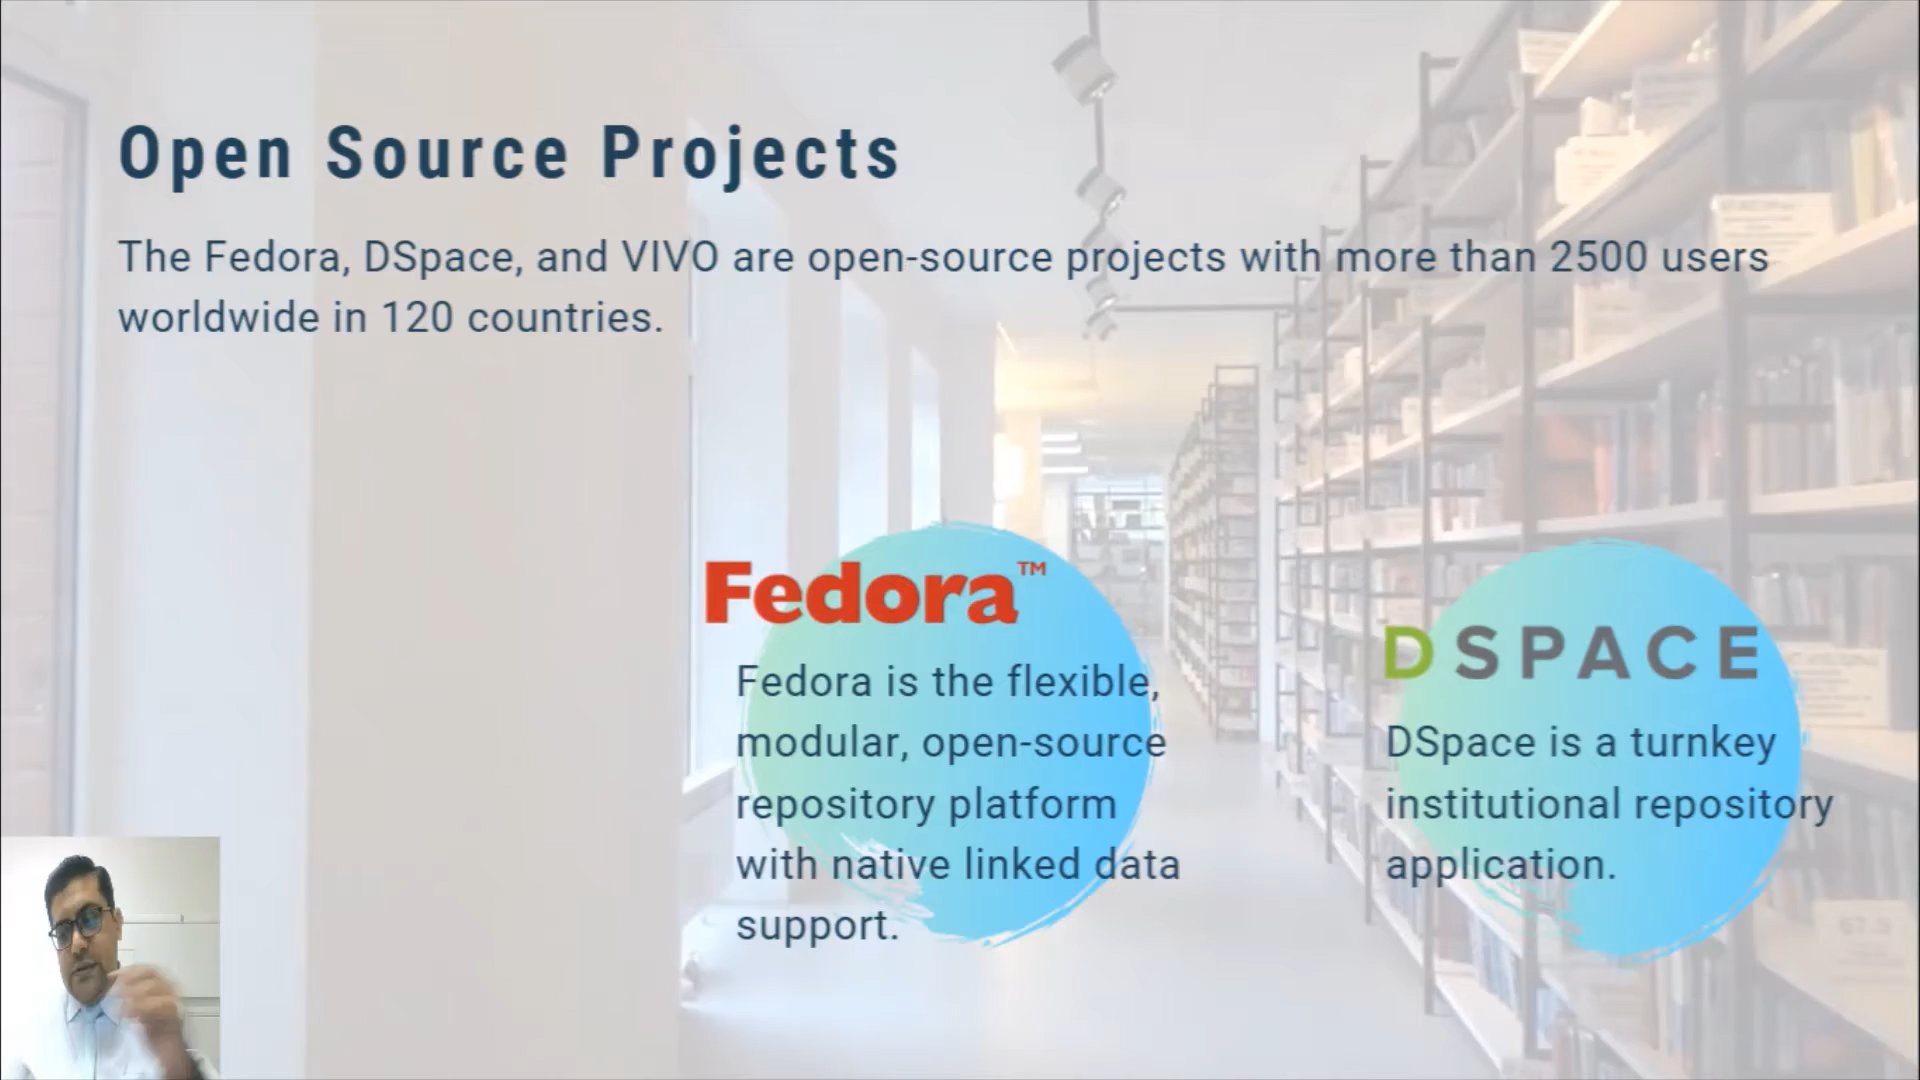 Open Source Projects
The Fedora, DSpace, and VIVO are open-source projects with more than 2500 users
worldwide in 120 countries.
Fedora™
Fedora is the flexible,
modular, open-source
repository platform
with native linked data
support.
DSPACE
DSpace is a turnkey
institutional repository
application.
67.5